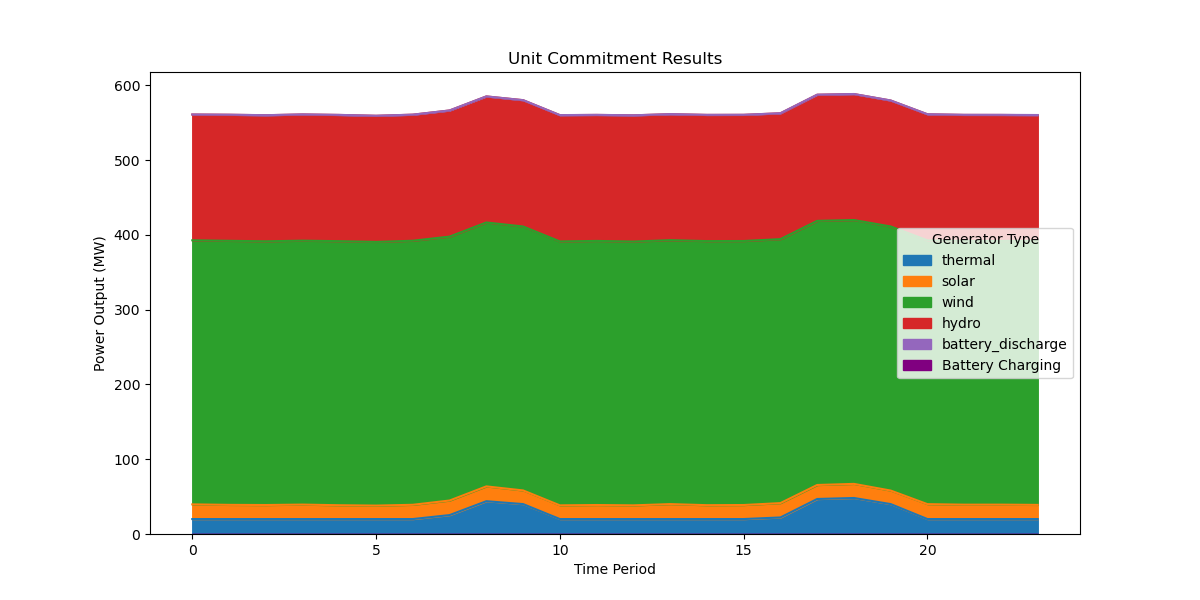 Unit Commitment Results
Power Output (MW)
600
500
400
300
200
100
0
Generator Type
thermal
solar
wind
hydro
battery_discharge
Battery Charging
0 5 10 15 20
Time Period